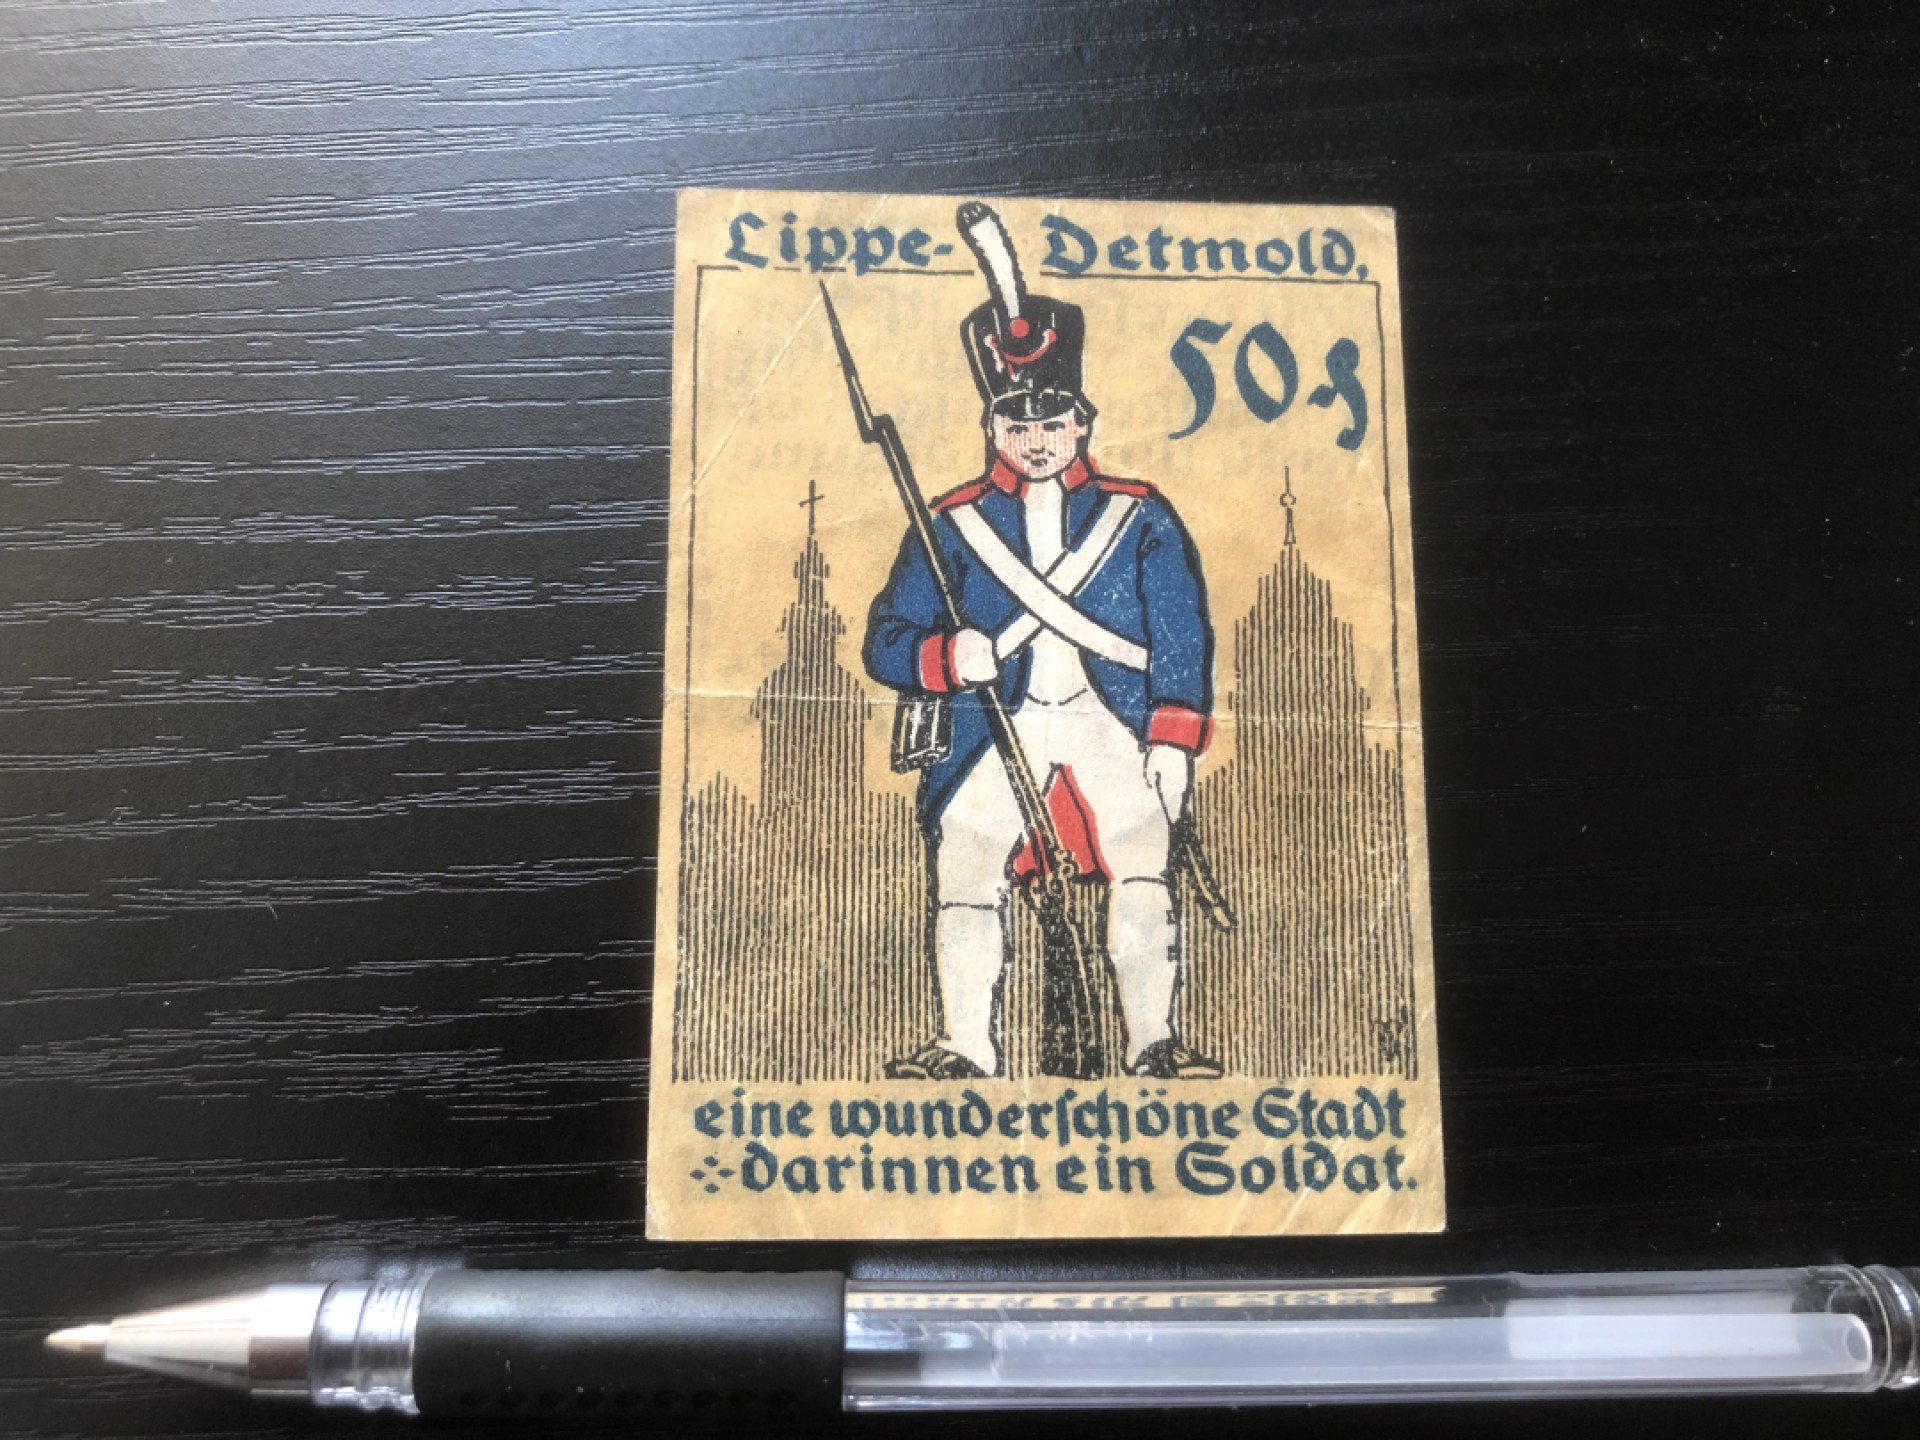 Lippe-Detmold,
50₰
eine wunderſchöne Stadt
darinnen ein Soldat.